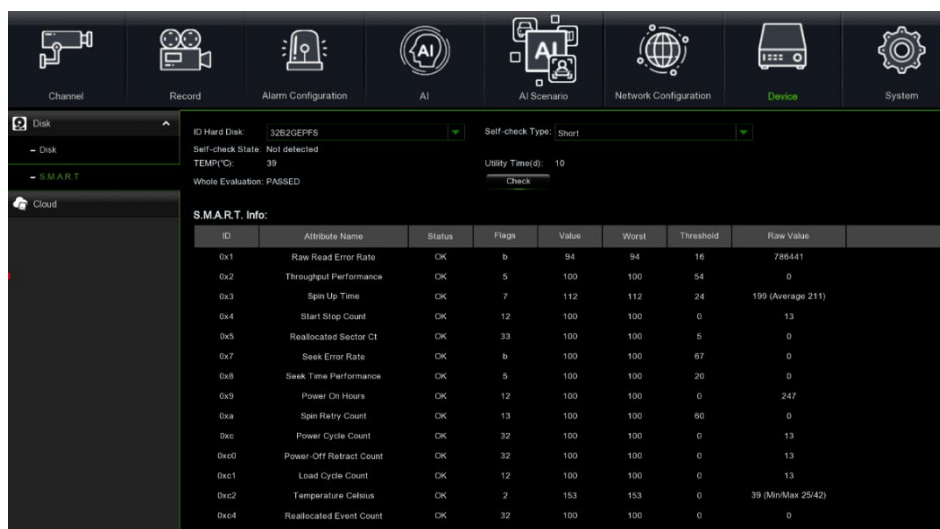 Channel Record Alarm Configuration AI AI Scenario Network Configuration Device System
Disk
– Disk
– S.M.A.R.T
Cloud
ID Hard Disk: 32B2GEPFS Self-check Type: Short
Self-check State: Not detected
TEMP(℃): 39 Utility Time(d): 10
Whole Evaluation: PASSED Check
S.M.A.R.T. Info:
ID Attribute Name Status Flags Value Worst Threshold Raw Value
0x1 Raw Read Error Rate OK b 94 94 16 786441
0x2 Throughput Performance OK 5 100 100 54 0
0x3 Spin Up Time OK 7 112 112 24 199 (Average 211)
0x4 Start Stop Count OK 12 100 100 0 13
0x5 Reallocated Sector Ct OK 33 100 100 5 0
0x7 Seek Error Rate OK b 100 100 67 0
0x8 Seek Time Performance OK 5 100 100 20 0
0x9 Power On Hours OK 12 100 100 0 247
0xa Spin Retry Count OK 13 100 100 60 0
0xc Power Cycle Count OK 32 100 100 0 13
0xc0 Power-Off Retract Count OK 32 100 100 0 13
0xc1 Load Cycle Count OK 12 100 100 0 13
0xc2 Temperature Celsius OK 2 153 153 0 39 (Min/Max 25/42)
0xc4 Reallocated Event Count OK 32 100 100 0 0